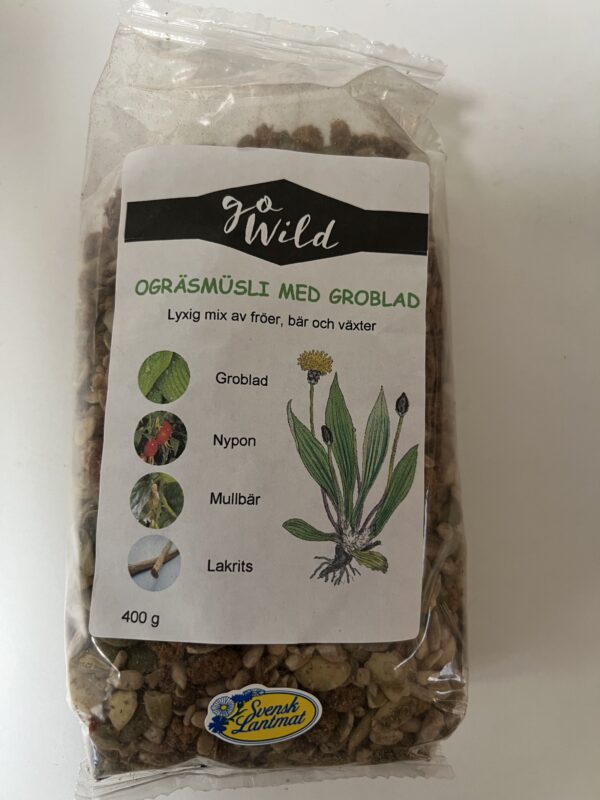 go
Wild
OGRÄSMÜSLI MED GROBLAD
Lyxig mix av fröer, bär och växter
Groblad
Nypon
Mullbär
Lakrits
400 g
Svensk
Lantmat